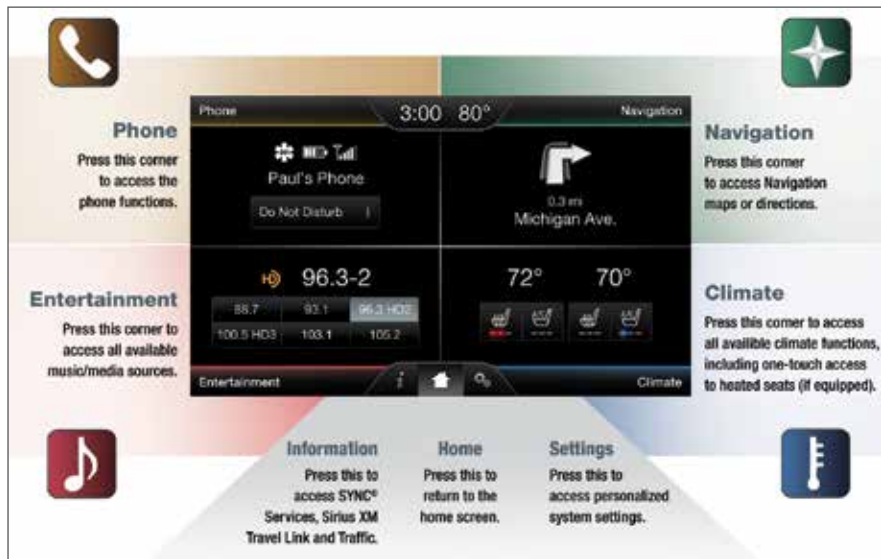 Phone
Press this corner
to access the
phone functions.
Entertainment
Press this corner to
access all available
music/media sources.
Phone
3:00 80°
Navigation
Paul's Phone
Do Not Disturb
0.3 mi
Michigan Ave.
HD 96.3-2
88.7 93.1 96.3 HD2
100.5 HD3 103.1 105.2
72° 70°
Entertainment
i
Climate
Navigation
Press this corner
to access Navigation
maps or directions.
Climate
Press this corner to access
all availible climate functions,
including one-touch access
to heated seats (if equipped).
Information
Press this to
access SYNC®
Services, Sirius XM
Travel Link and Traffic.
Home
Press this to
return to the
home screen.
Settings
Press this to
access personalized
system settings.